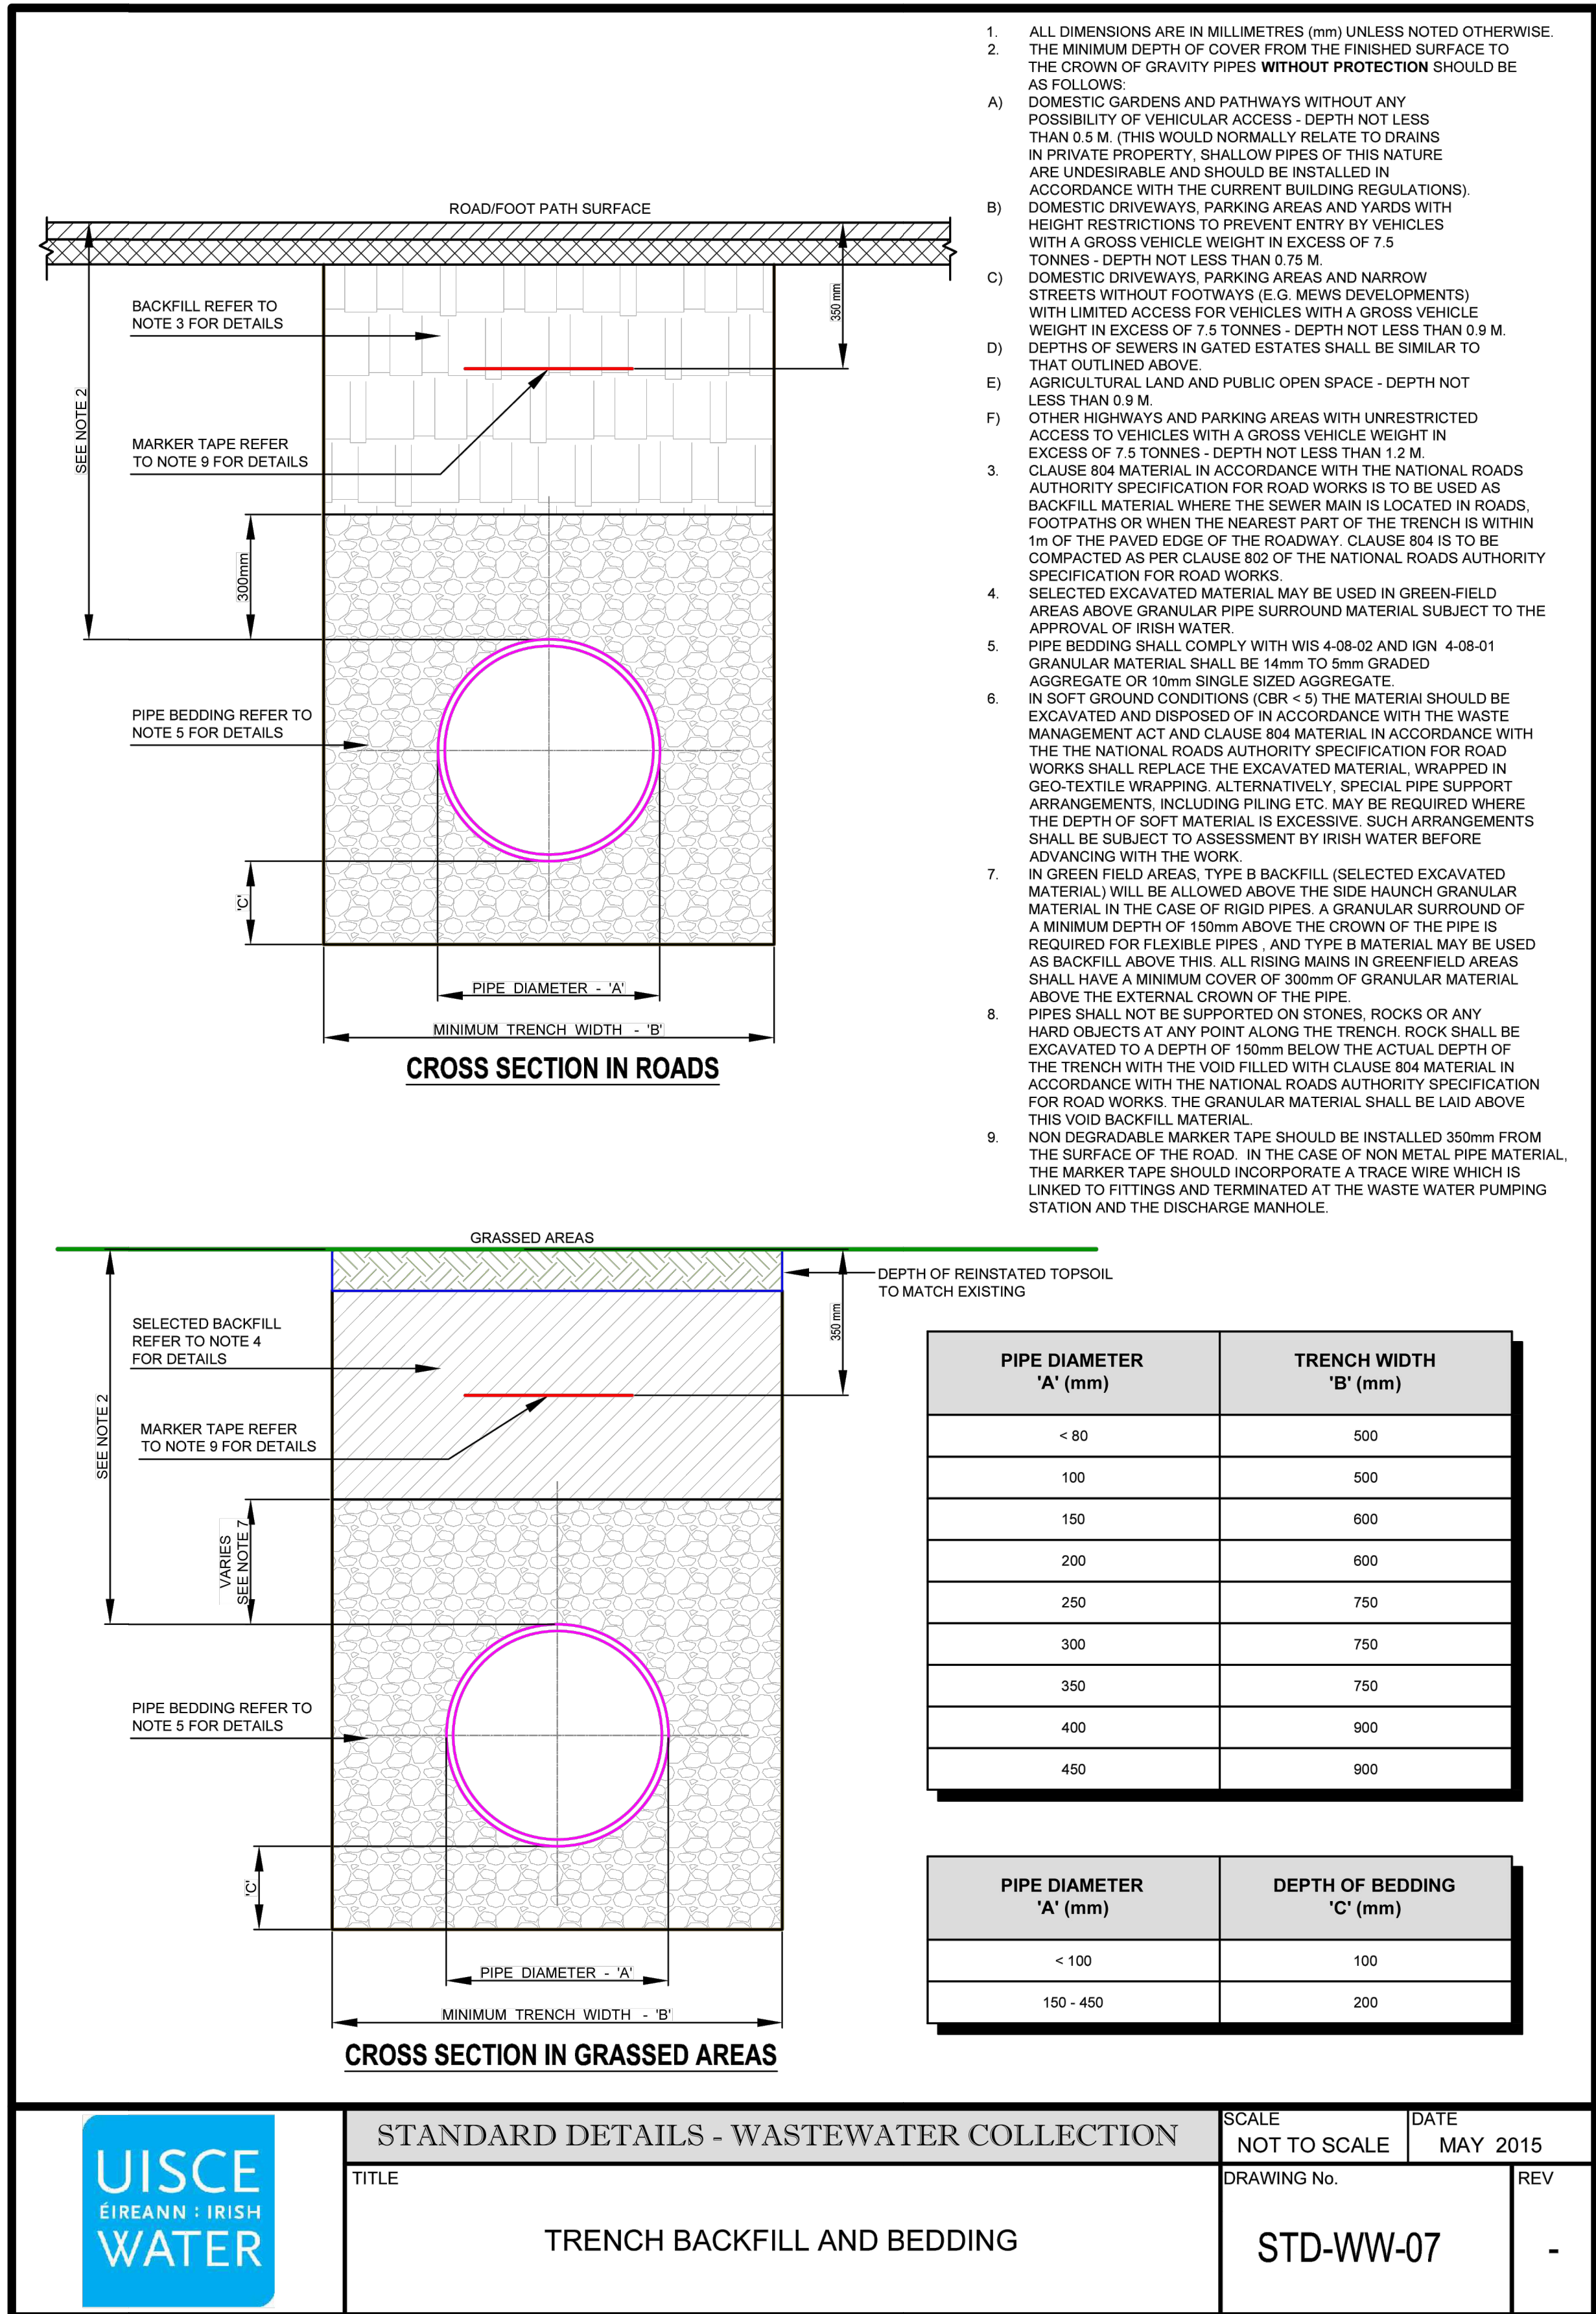 1. ALL DIMENSIONS ARE IN MILLIMETRES (mm) UNLESS NOTED OTHERWISE.
2. THE MINIMUM DEPTH OF COVER FROM THE FINISHED SURFACE TO
THE CROWN OF GRAVITY PIPES WITHOUT PROTECTION SHOULD BE
AS FOLLOWS:
A) DOMESTIC GARDENS AND PATHWAYS WITHOUT ANY
POSSIBILITY OF VEHICULAR ACCESS - DEPTH NOT LESS
THAN 0.5 M. (THIS WOULD NORMALLY RELATE TO DRAINS
IN PRIVATE PROPERTY, SHALLOW PIPES OF THIS NATURE
ARE UNDESIRABLE AND SHOULD BE INSTALLED IN
ACCORDANCE WITH THE CURRENT BUILDING REGULATIONS).
B) DOMESTIC DRIVEWAYS, PARKING AREAS AND YARDS WITH
HEIGHT RESTRICTIONS TO PREVENT ENTRY BY VEHICLES
WITH A GROSS VEHICLE WEIGHT IN EXCESS OF 7.5
TONNES - DEPTH NOT LESS THAN 0.75 M.
C) DOMESTIC DRIVEWAYS, PARKING AREAS AND NARROW
STREETS WITHOUT FOOTWAYS (E.G. MEWS DEVELOPMENTS)
WITH LIMITED ACCESS FOR VEHICLES WITH A GROSS VEHICLE
WEIGHT IN EXCESS OF 7.5 TONNES - DEPTH NOT LESS THAN 0.9 M.
D) DEPTHS OF SEWERS IN GATED ESTATES SHALL BE SIMILAR TO
THAT OUTLINED ABOVE.
E) AGRICULTURAL LAND AND PUBLIC OPEN SPACE - DEPTH NOT
LESS THAN 0.9 M.
F) OTHER HIGHWAYS AND PARKING AREAS WITH UNRESTRICTED
ACCESS TO VEHICLES WITH A GROSS VEHICLE WEIGHT IN
EXCESS OF 7.5 TONNES - DEPTH NOT LESS THAN 1.2 M.
3. CLAUSE 804 MATERIAL IN ACCORDANCE WITH THE NATIONAL ROADS
AUTHORITY SPECIFICATION FOR ROAD WORKS IS TO BE USED AS
BACKFILL MATERIAL WHERE THE SEWER MAIN IS LOCATED IN ROADS,
FOOTPATHS OR WHEN THE NEAREST PART OF THE TRENCH IS WITHIN
1m OF THE PAVED EDGE OF THE ROADWAY. CLAUSE 804 IS TO BE
COMPACTED AS PER CLAUSE 802 OF THE NATIONAL ROADS AUTHORITY
SPECIFICATION FOR ROAD WORKS.
4. SELECTED EXCAVATED MATERIAL MAY BE USED IN GREEN-FIELD
AREAS ABOVE GRANULAR PIPE SURROUND MATERIAL SUBJECT TO THE
APPROVAL OF IRISH WATER.
5. PIPE BEDDING SHALL COMPLY WITH WIS 4-08-02 AND IGN 4-08-01
GRANULAR MATERIAL SHALL BE 14mm TO 5mm GRADED
AGGREGATE OR 10mm SINGLE SIZED AGGREGATE.
6. IN SOFT GROUND CONDITIONS (CBR < 5) THE MATERIAl SHOULD BE
EXCAVATED AND DISPOSED OF IN ACCORDANCE WITH THE WASTE
MANAGEMENT ACT AND CLAUSE 804 MATERIAL IN ACCORDANCE WITH
THE THE NATIONAL ROADS AUTHORITY SPECIFICATION FOR ROAD
WORKS SHALL REPLACE THE EXCAVATED MATERIAL, WRAPPED IN
GEO-TEXTILE WRAPPING. ALTERNATIVELY, SPECIAL PIPE SUPPORT
ARRANGEMENTS, INCLUDING PILING ETC. MAY BE REQUIRED WHERE
THE DEPTH OF SOFT MATERIAL IS EXCESSIVE. SUCH ARRANGEMENTS
SHALL BE SUBJECT TO ASSESSMENT BY IRISH WATER BEFORE
ADVANCING WITH THE WORK.
7. IN GREEN FIELD AREAS, TYPE B BACKFILL (SELECTED EXCAVATED
MATERIAL) WILL BE ALLOWED ABOVE THE SIDE HAUNCH GRANULAR
MATERIAL IN THE CASE OF RIGID PIPES. A GRANULAR SURROUND OF
A MINIMUM DEPTH OF 150mm ABOVE THE CROWN OF THE PIPE IS
REQUIRED FOR FLEXIBLE PIPES , AND TYPE B MATERIAL MAY BE USED
AS BACKFILL ABOVE THIS. ALL RISING MAINS IN GREENFIELD AREAS
SHALL HAVE A MINIMUM COVER OF 300mm OF GRANULAR MATERIAL
ABOVE THE EXTERNAL CROWN OF THE PIPE.
8. PIPES SHALL NOT BE SUPPORTED ON STONES, ROCKS OR ANY
HARD OBJECTS AT ANY POINT ALONG THE TRENCH. ROCK SHALL BE
EXCAVATED TO A DEPTH OF 150mm BELOW THE ACTUAL DEPTH OF
THE TRENCH WITH THE VOID FILLED WITH CLAUSE 804 MATERIAL IN
ACCORDANCE WITH THE NATIONAL ROADS AUTHORITY SPECIFICATION
FOR ROAD WORKS. THE GRANULAR MATERIAL SHALL BE LAID ABOVE
THIS VOID BACKFILL MATERIAL.
9. NON DEGRADABLE MARKER TAPE SHOULD BE INSTALLED 350mm FROM
THE SURFACE OF THE ROAD. IN THE CASE OF NON METAL PIPE MATERIAL,
THE MARKER TAPE SHOULD INCORPORATE A TRACE WIRE WHICH IS
LINKED TO FITTINGS AND TERMINATED AT THE WASTE WATER PUMPING
STATION AND THE DISCHARGE MANHOLE.
ROAD/FOOT PATH SURFACE
BACKFILL REFER TO
NOTE 3 FOR DETAILS
350 mm
SEE NOTE 2
MARKER TAPE REFER
TO NOTE 9 FOR DETAILS
300mm
PIPE BEDDING REFER TO
NOTE 5 FOR DETAILS
'C'
PIPE DIAMETER - 'A'
MINIMUM TRENCH WIDTH - 'B'
CROSS SECTION IN ROADS
GRASSED AREAS
DEPTH OF REINSTATED TOPSOIL
TO MATCH EXISTING
SELECTED BACKFILL
REFER TO NOTE 4
FOR DETAILS
350 mm
SEE NOTE 2
MARKER TAPE REFER
TO NOTE 9 FOR DETAILS
VARIES
SEE NOTE 7
PIPE BEDDING REFER TO
NOTE 5 FOR DETAILS
'C'
PIPE DIAMETER - 'A'
MINIMUM TRENCH WIDTH - 'B'
CROSS SECTION IN GRASSED AREAS
PIPE DIAMETER TRENCH WIDTH
'A' (mm) 'B' (mm)
< 80 500
100 500
150 600
200 600
250 750
300 750
350 750
400 900
450 900
PIPE DIAMETER DEPTH OF BEDDING
'A' (mm) 'C' (mm)
< 100 100
150 - 450 200
UISCE
ÉIREANN : IRISH
WATER
STANDARD DETAILS - WASTEWATER COLLECTION
SCALE
NOT TO SCALE
DATE
MAY 2015
TITLE
TRENCH BACKFILL AND BEDDING
DRAWING No.
STD-WW-07
REV
-